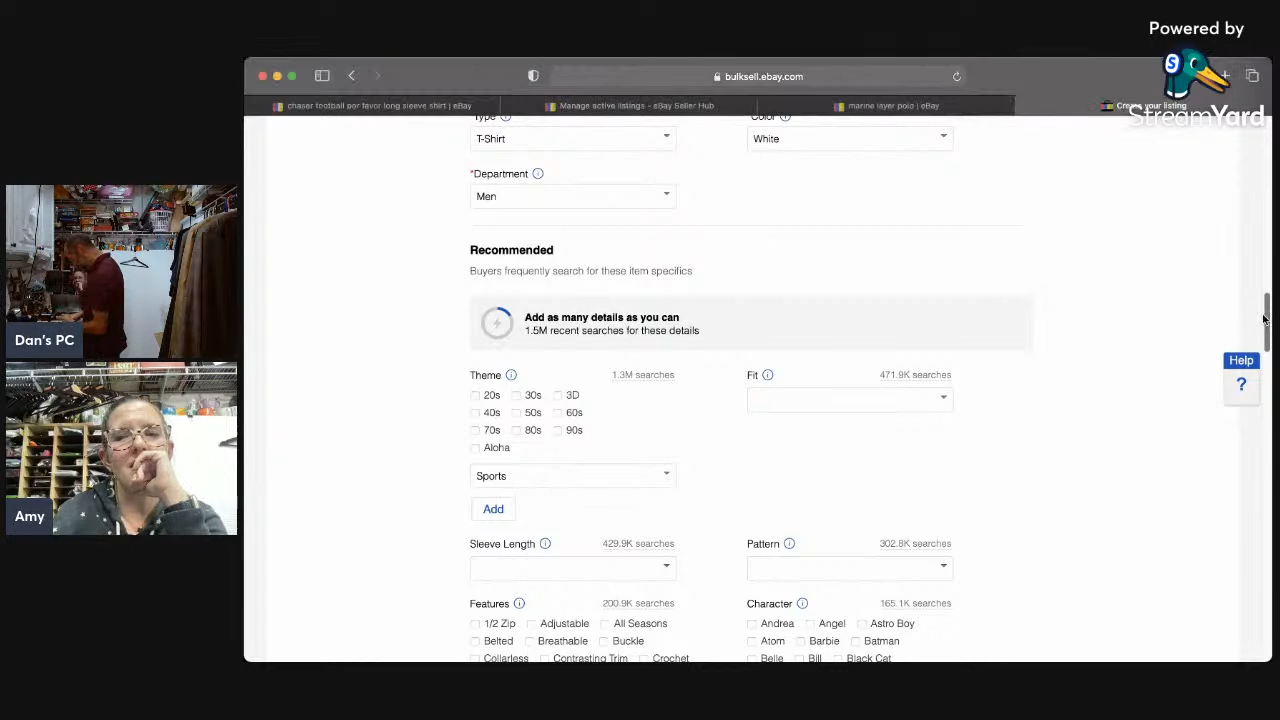 Powered by
StreamYard
bulksell.ebay.com
chaser football por favor long sleeve shirt | eBay
Manage active listings - eBay Seller Hub
marine layer polo | eBay
Create your listing
Type
Color
T-Shirt
White
*Department
Men
Recommended
Buyers frequently search for these item specifics
Add as many details as you can
1.5M recent searches for these details
Help
?
Theme
1.3M searches
Fit
471.9K searches
20s 30s 3D
40s 50s 60s
70s 80s 90s
Aloha
Sports
Add
Sleeve Length
429.9K searches
Pattern
302.8K searches
Features
200.9K searches
Character
165.1K searches
1/2 Zip Adjustable All Seasons
Andrea Angel Astro Boy
Belted Breathable Buckle
Atom Barbie Batman
Collarless Contrasting Trim Crochet
Belle Bill Black Cat
Dan's PC
Amy